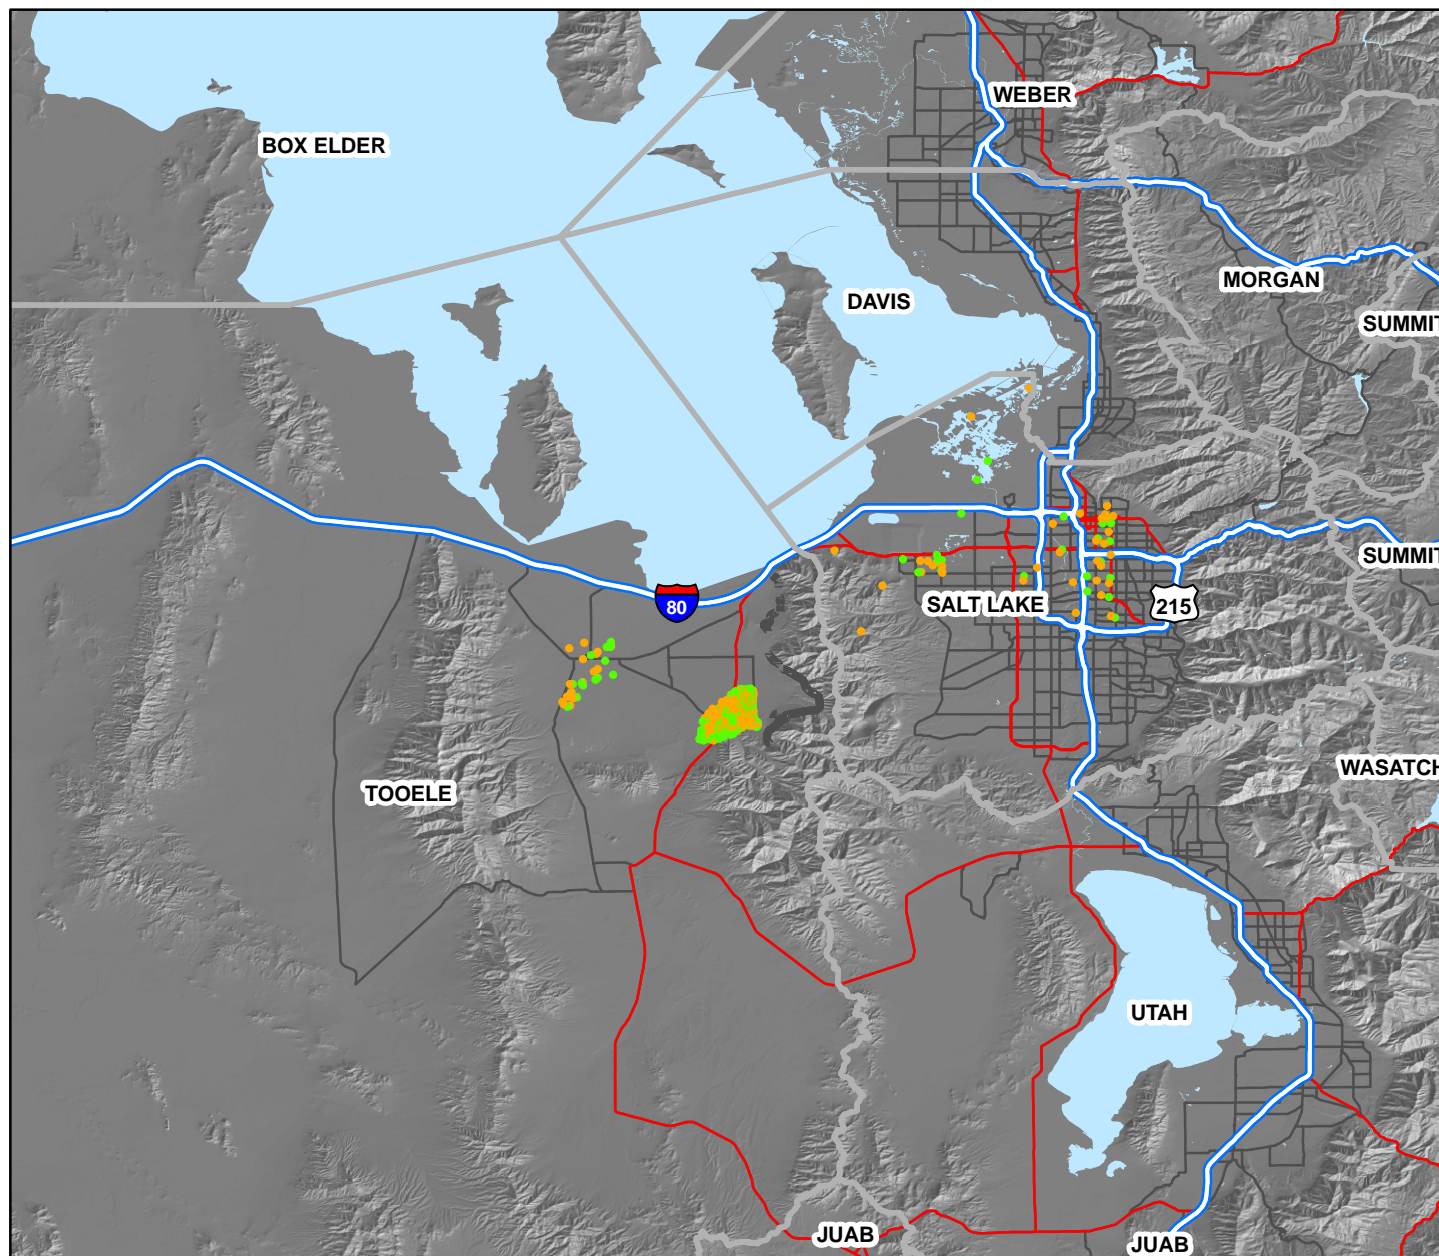 WEBER
BOX ELDER
MORGAN
DAVIS
SUMMIT
SUMMIT
80
SALT LAKE
215
WASATCH
TOOELE
UTAH
JUAB
JUAB